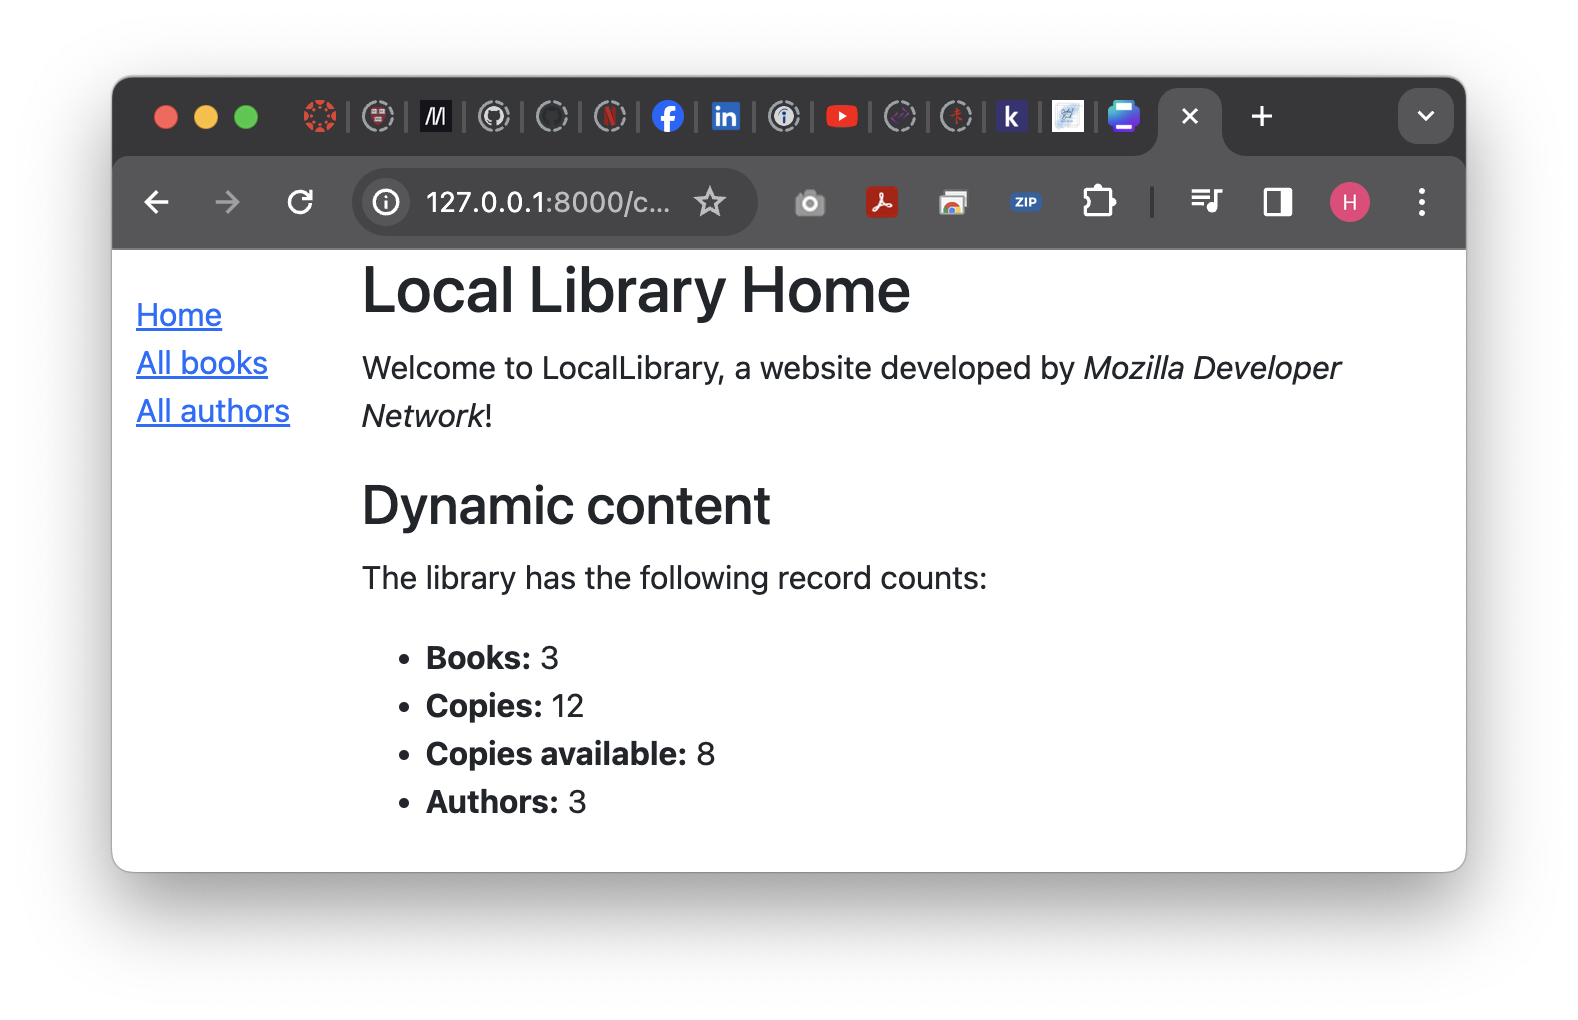 127.0.0.1:8000/c...
ZIP
H
k
in
Home
All books
All authors
Local Library Home
Welcome to LocalLibrary, a website developed by Mozilla Developer
Network!
Dynamic content
The library has the following record counts:
• Books: 3
• Copies: 12
• Copies available: 8
• Authors: 3